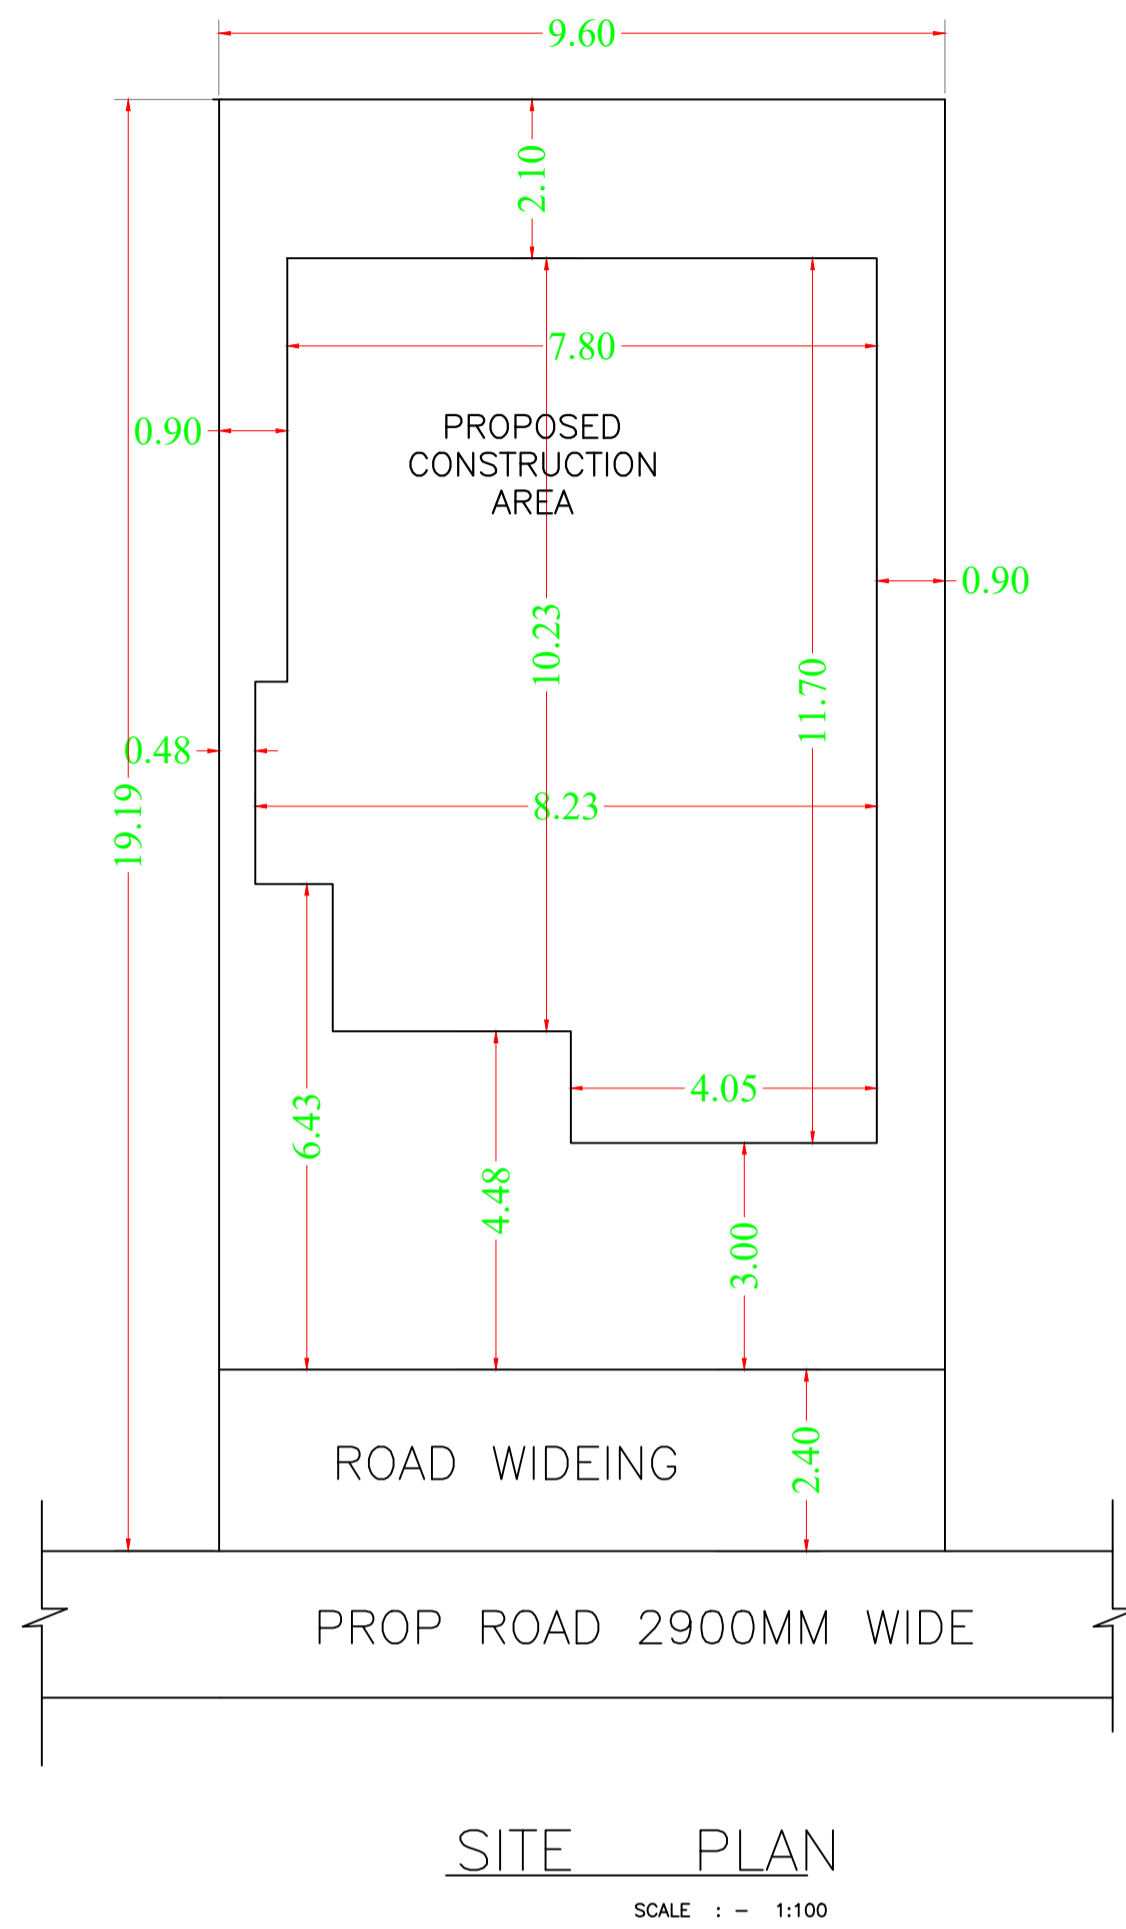 9.60
2.10
7.80
0.90
PROPOSED
CONSTRUCTION
AREA
0.90
10.23
11.70
0.48
19.19
8.23
4.05
6.43
4.48
3.00
2.40
ROAD WIDEING
PROP ROAD 2900MM WIDE
SITE PLAN
SCALE : - 1:100